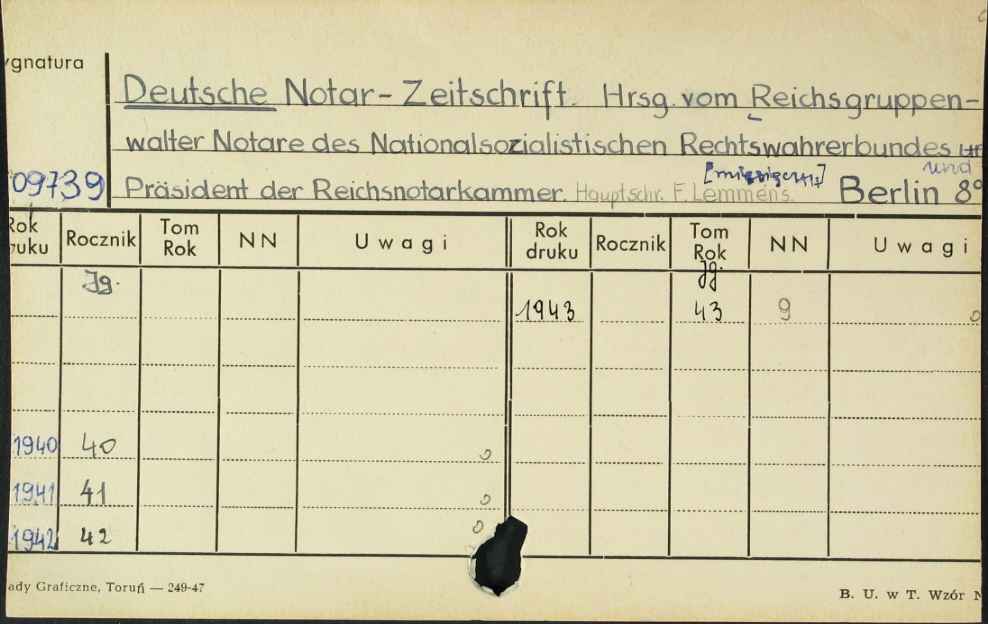 ygnatura
Deutsche Notar-Zeitschrift. Hrsg. vom Reichsgruppen-
walter Notare des Nationalsozialistischen Rechtswahrerbundes
und
09739 Präsident der Reichsnotarkammer. Hauptschr. F. Lemmens. Berlin 8°
Rok uku Rocznik Tom Rok NN Uwagi Rok druku Rocznik Tom Rok NN Uwagi
Jg. Jg.
1943 43 9
1940 40
1941 41
1942 42
ady Graficzne, Toruń — 249-47 B. U. w T. Wzór N